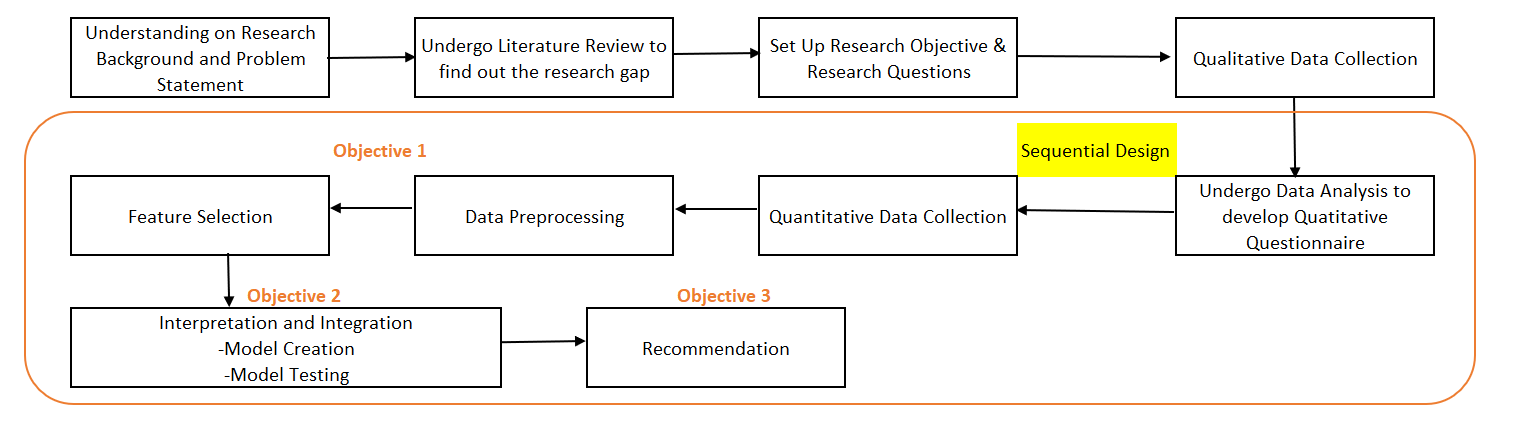 Understanding on Research
Background and Problem
Statement
Undergo Literature Review to
find out the research gap
Set Up Research Objective &
Research Questions
Qualitative Data Collection
Objective 1
Sequential Design
Feature Selection
Data Preprocessing
Quantitative Data Collection
Undergo Data Analysis to
develop Quatitative
Questionnaire
Objective 2
Objective 3
Interpretation and Integration
-Model Creation
-Model Testing
Recommendation